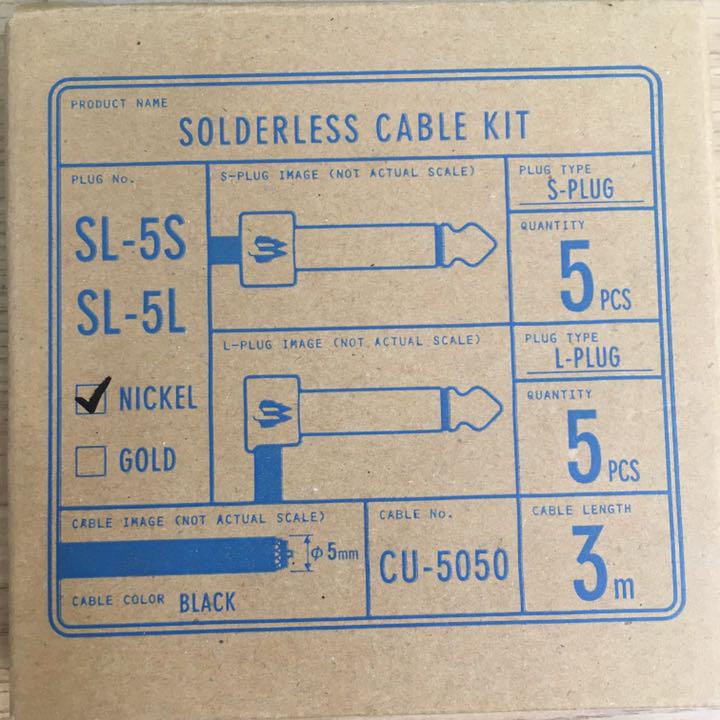 PRODUCT NAME
SOLDERLESS CABLE KIT
PLUG No.
SL-5S
SL-5L
NICKEL
GOLD
S-PLUG IMAGE (NOT ACTUAL SCALE)
PLUG TYPE
S-PLUG
QUANTITY
5 PCS
L-PLUG IMAGE (NOT ACTUAL SCALE)
PLUG TYPE
L-PLUG
QUANTITY
5 PCS
CABLE IMAGE (NOT ACTUAL SCALE)
φ 5mm
CABLE COLOR BLACK
CABLE No.
CU-5050
CABLE LENGTH
3m